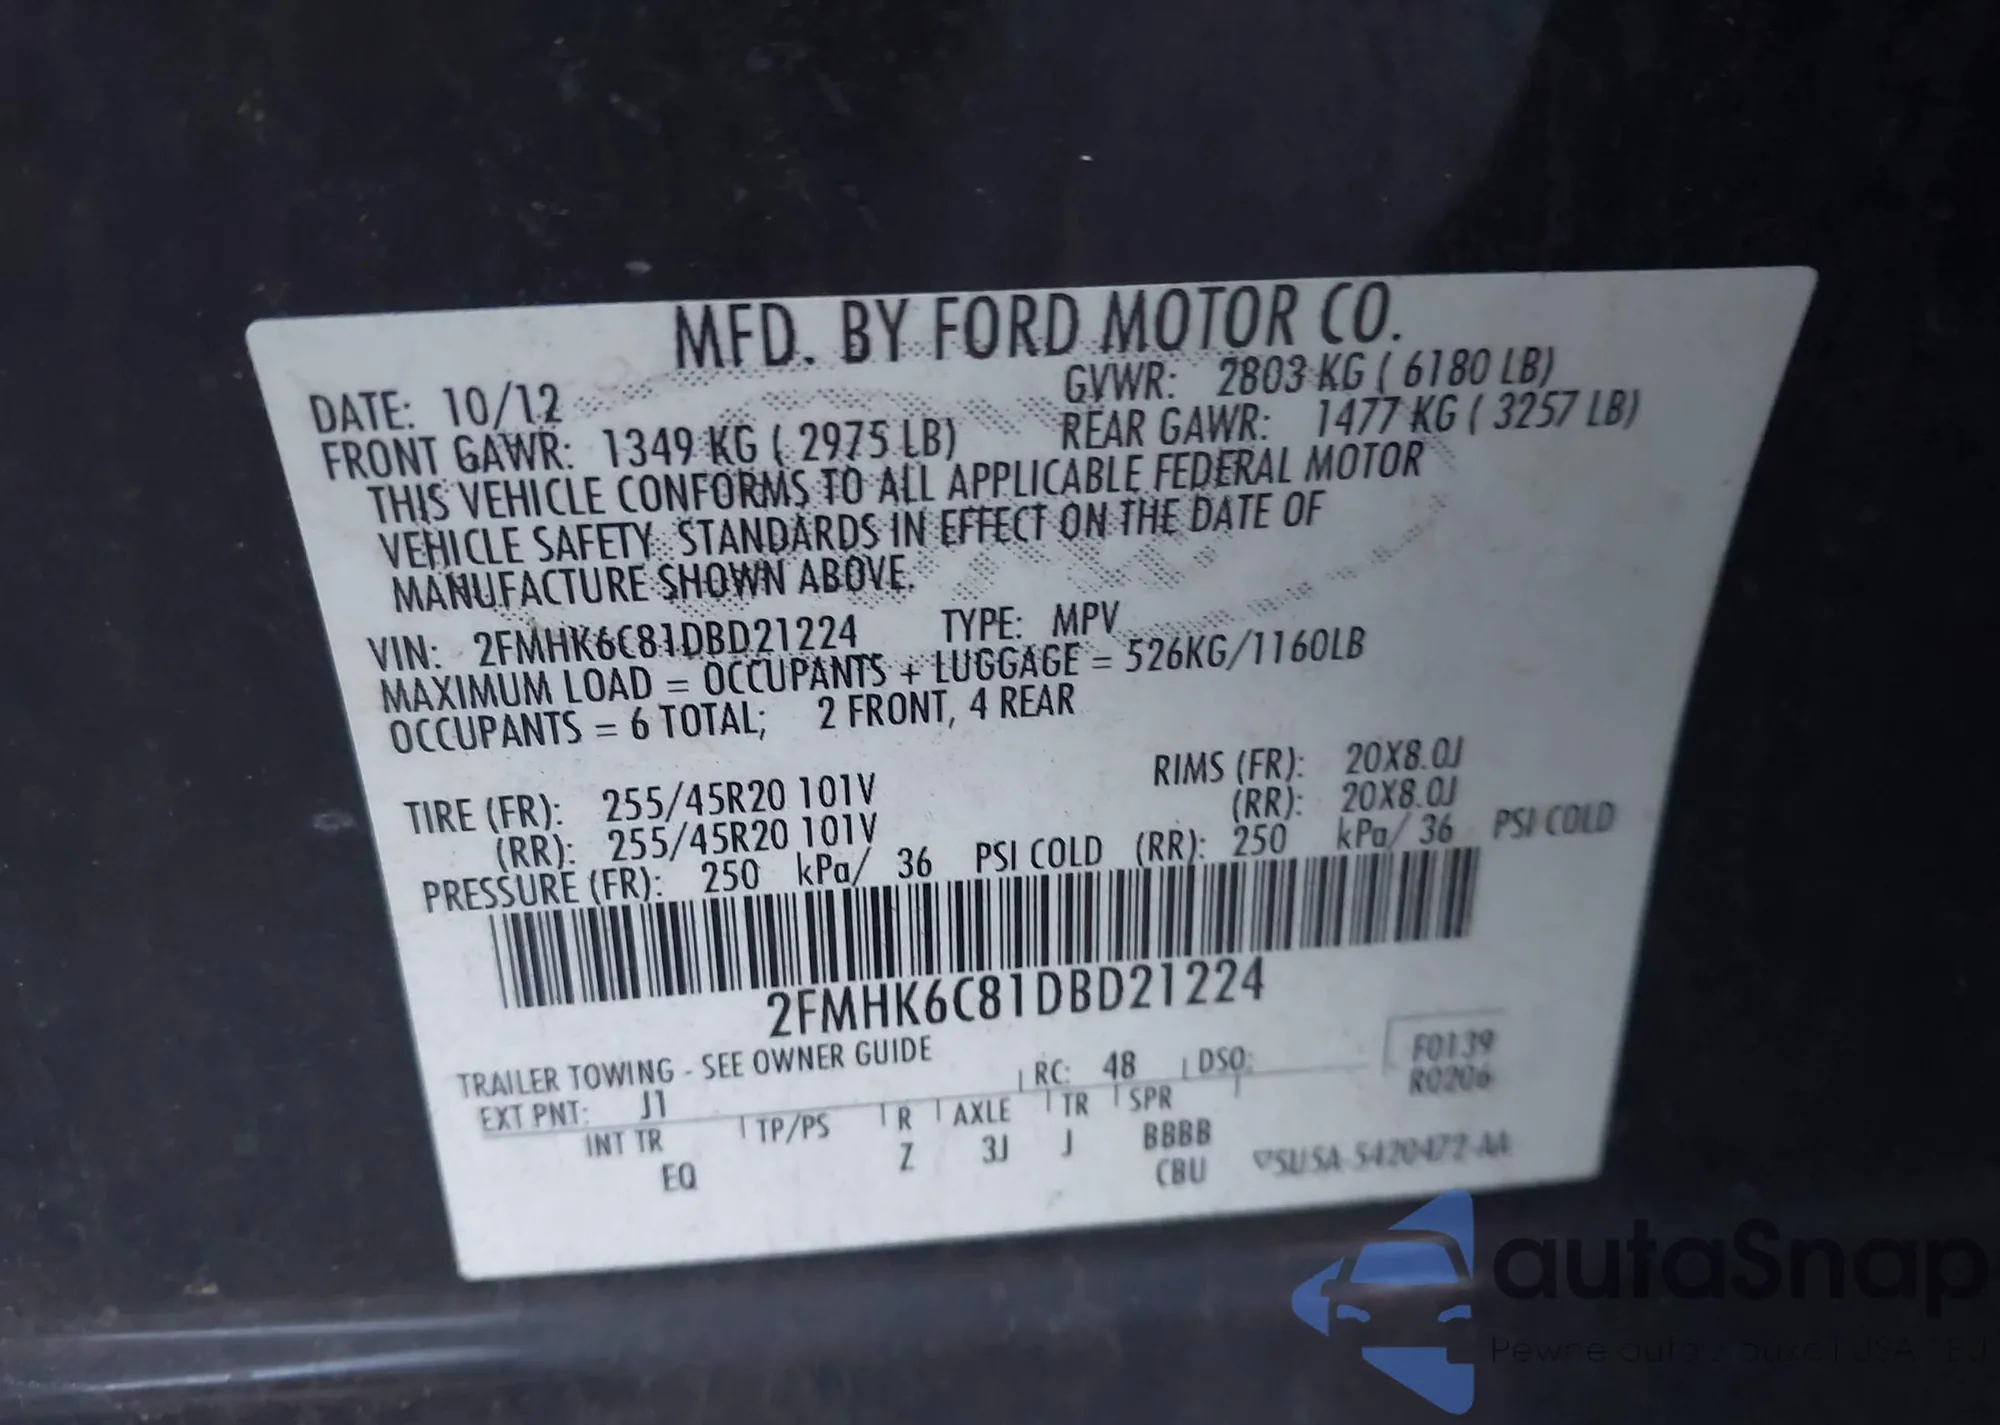 MFD. BY FORD MOTOR CO.
DATE: 10/12 GVWR: 2803 KG ( 6180 LB)
FRONT GAWR: 1349 KG ( 2975 LB) REAR GAWR: 1477 KG ( 3257 LB)
THIS VEHICLE CONFORMS TO ALL APPLICABLE FEDERAL MOTOR
VEHICLE SAFETY STANDARDS IN EFFECT ON THE DATE OF
MANUFACTURE SHOWN ABOVE.
VIN: 2FMHK6C81DBD21224 TYPE: MPV
MAXIMUM LOAD = OCCUPANTS + LUGGAGE = 526KG/1160LB
OCCUPANTS = 6 TOTAL; 2 FRONT, 4 REAR
TIRE (FR): 255/45R20 101V RIMS (FR): 20X8.0J
(RR): 255/45R20 101V (RR): 20X8.0J
PRESSURE (FR): 250 kPa/ 36 PSI COLD (RR): 250 kPa/ 36 PSI COLD
2FMHK6C81DBD21224
TRAILER TOWING - SEE OWNER GUIDE
F0139
R0206
EXT PNT: J1 RC: 48 DSO:
INT TR TP/PS R AXLE TR SPR
EQ Z 3J J BBBB
CBU
SUSA-5420472-AA
autaSnap
Pewne auta z USA